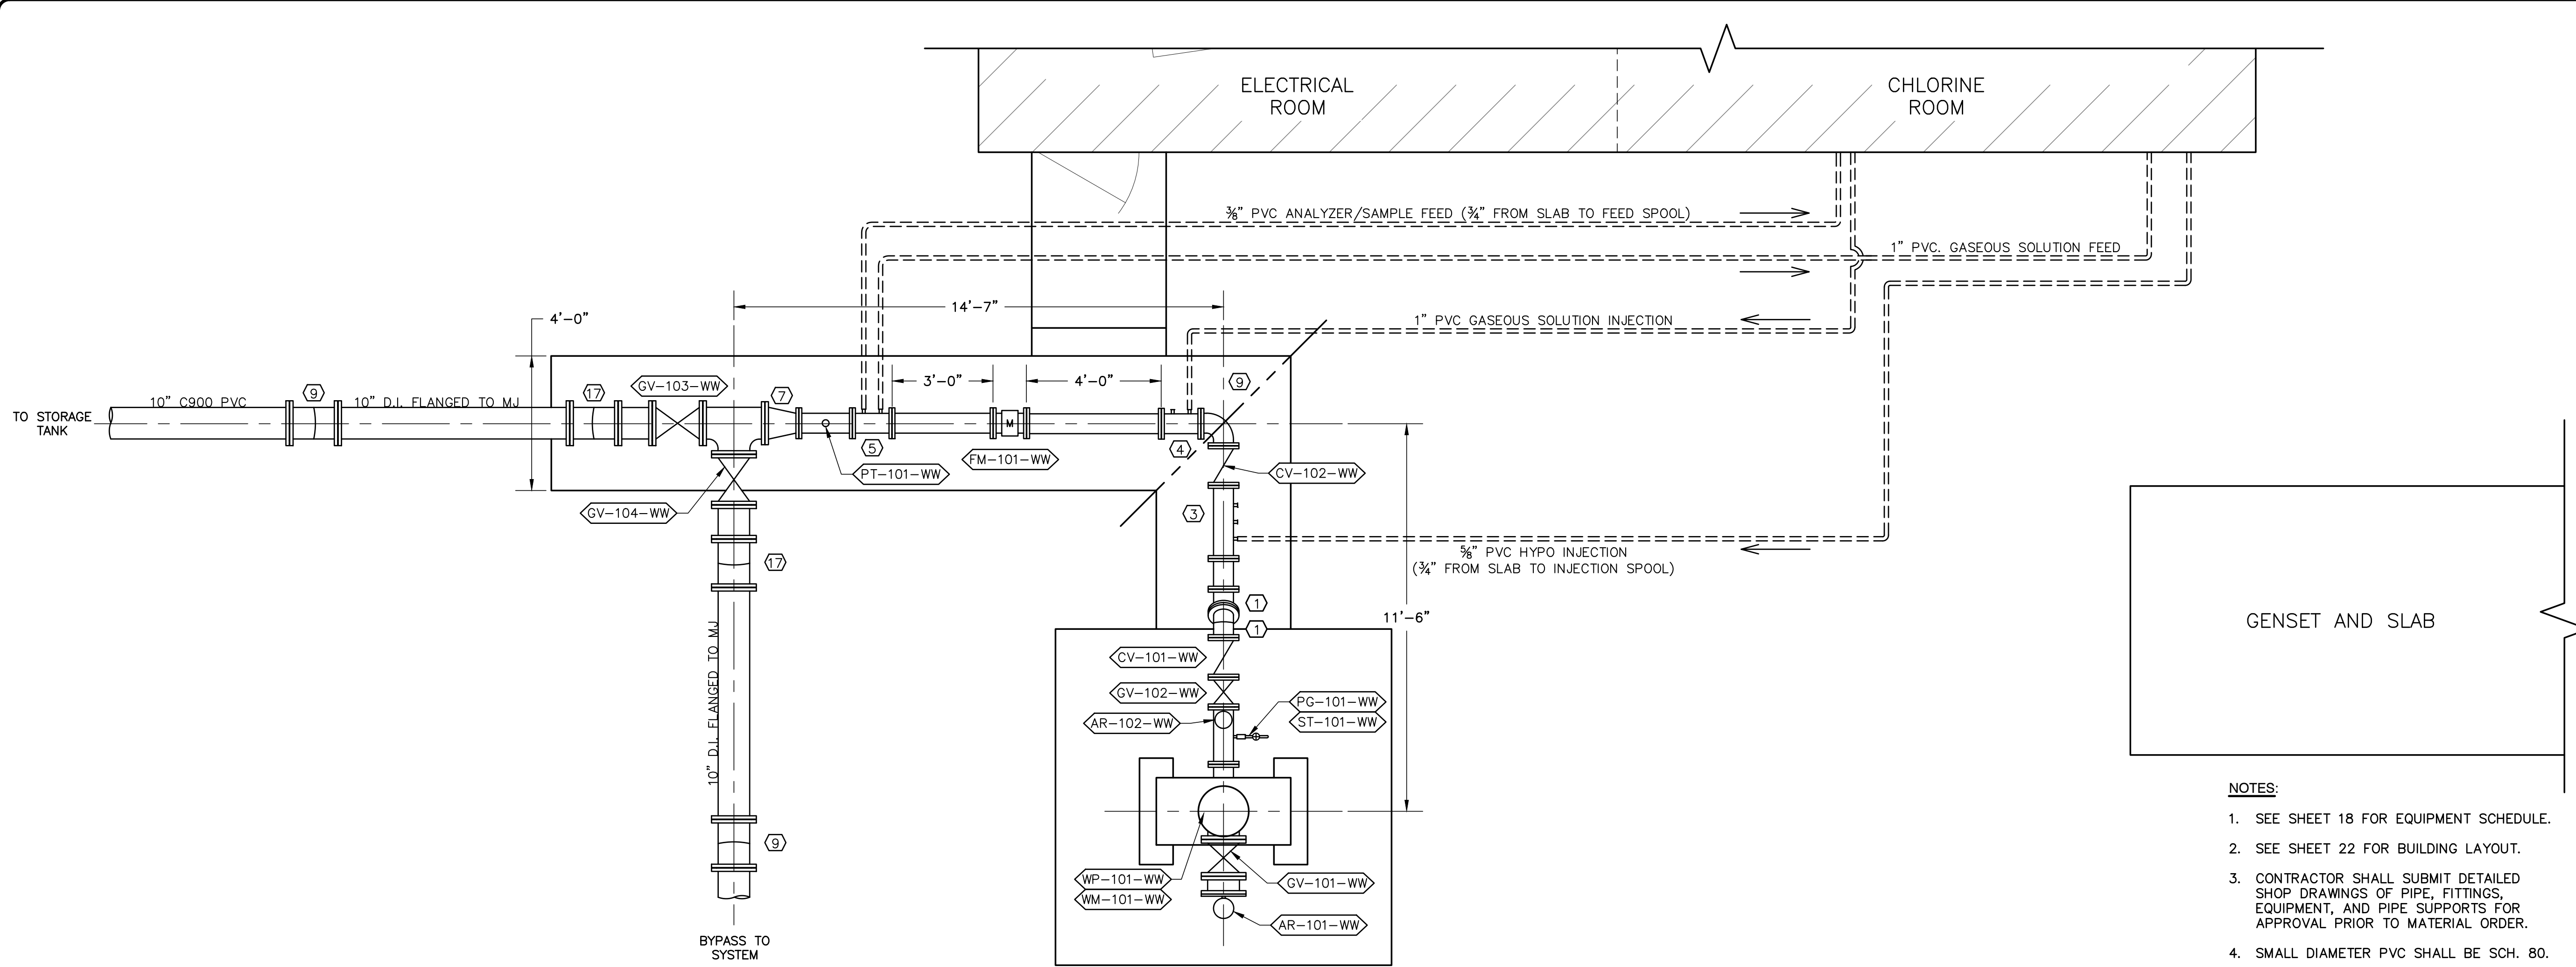 ELECTRICAL
ROOM
CHLORINE
ROOM
⅜" PVC ANALYZER/SAMPLE FEED (¾" FROM SLAB TO FEED SPOOL)
1" PVC. GASEOUS SOLUTION FEED
14'-7"
4'-0"
1" PVC GASEOUS SOLUTION INJECTION
TO STORAGE
TANK
10" C900 PVC
9
10" D.I. FLANGED TO MJ
17
GV-103-WW
7
3'-0"
4'-0"
9
M
5
PT-101-WW
FM-101-WW
4
CV-102-WW
GV-104-WW
3
17
⅝" PVC HYPO INJECTION
(¾" FROM SLAB TO INJECTION SPOOL)
1
1
11'-6"
GENSET AND SLAB
10" D.I. FLANGED TO MJ
CV-101-WW
GV-102-WW
PG-101-WW
AR-102-WW
ST-101-WW
9
WP-101-WW
WM-101-WW
GV-101-WW
AR-101-WW
BYPASS TO
SYSTEM
NOTES:
1. SEE SHEET 18 FOR EQUIPMENT SCHEDULE.
2. SEE SHEET 22 FOR BUILDING LAYOUT.
3. CONTRACTOR SHALL SUBMIT DETAILED
SHOP DRAWINGS OF PIPE, FITTINGS,
EQUIPMENT, AND PIPE SUPPORTS FOR
APPROVAL PRIOR TO MATERIAL ORDER.
4. SMALL DIAMETER PVC SHALL BE SCH. 80.